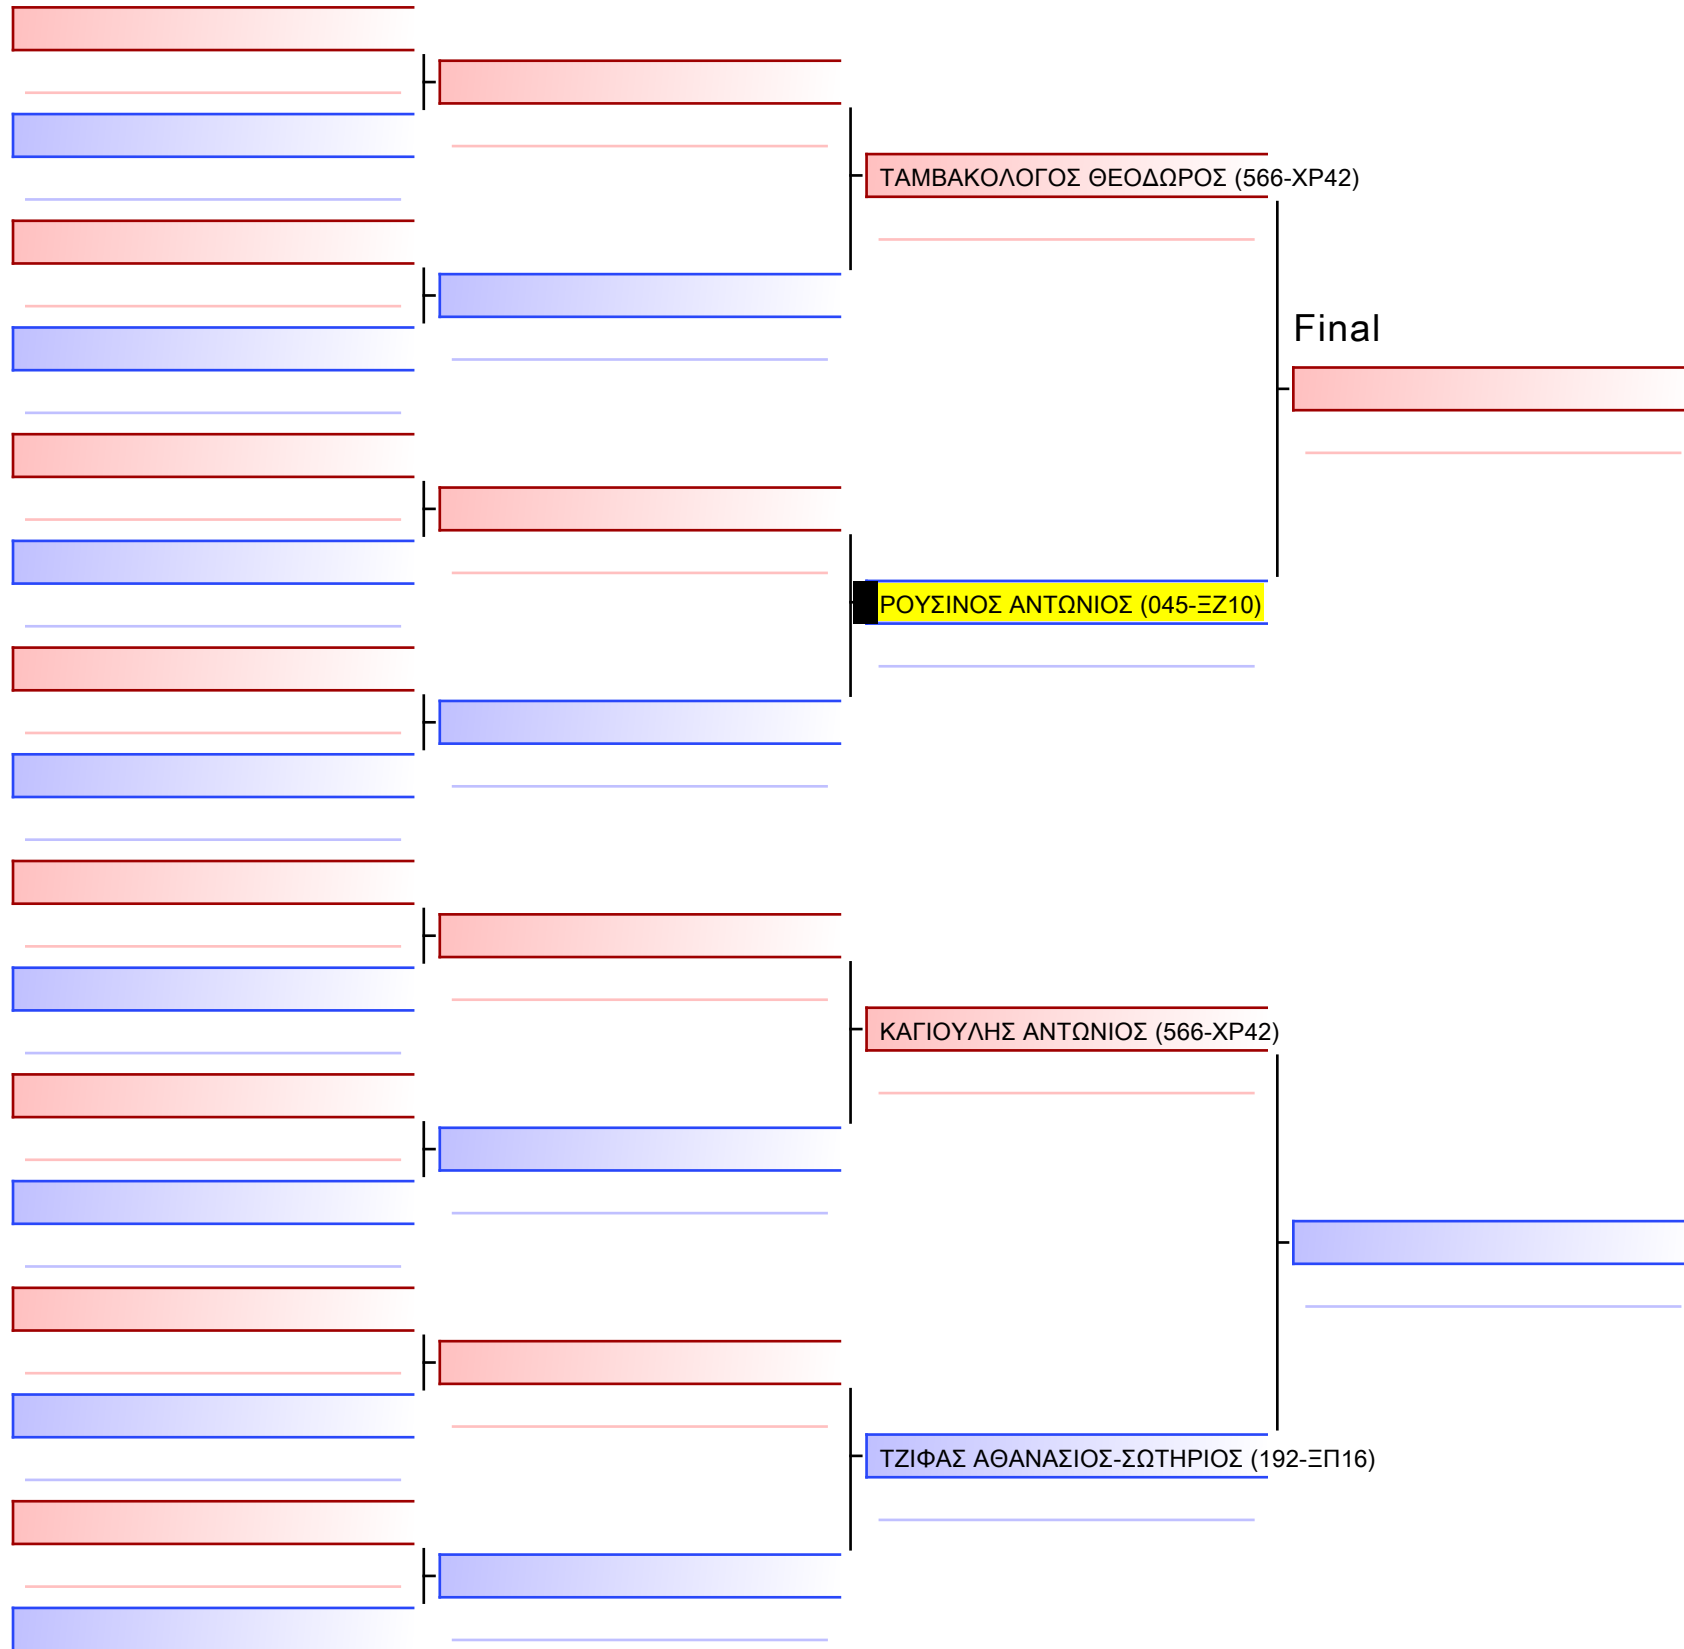 ΤΑΜΒΑΚΟΛΟΓΟΣ ΘΕΟΔΩΡΟΣ (566-ΧΡ42)
Final
ΡΟΥΣΙΝΟΣ ΑΝΤΩΝΙΟΣ (045-ΞΖ10)
ΚΑΓΙΟΥΛΗΣ ΑΝΤΩΝΙΟΣ (566-ΧΡ42)
ΤΖΙΦΑΣ ΑΘΑΝΑΣΙΟΣ-ΣΩΤΗΡΙΟΣ (192-ΞΠ16)